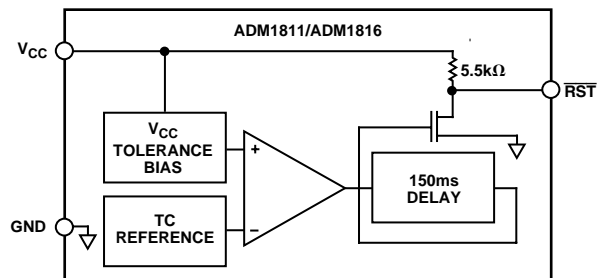 ADM1811/ADM1816
VCC
5.5kΩ
RST
VCC
TOLERANCE
BIAS
+
150ms
DELAY
GND
TC
REFERENCE
–